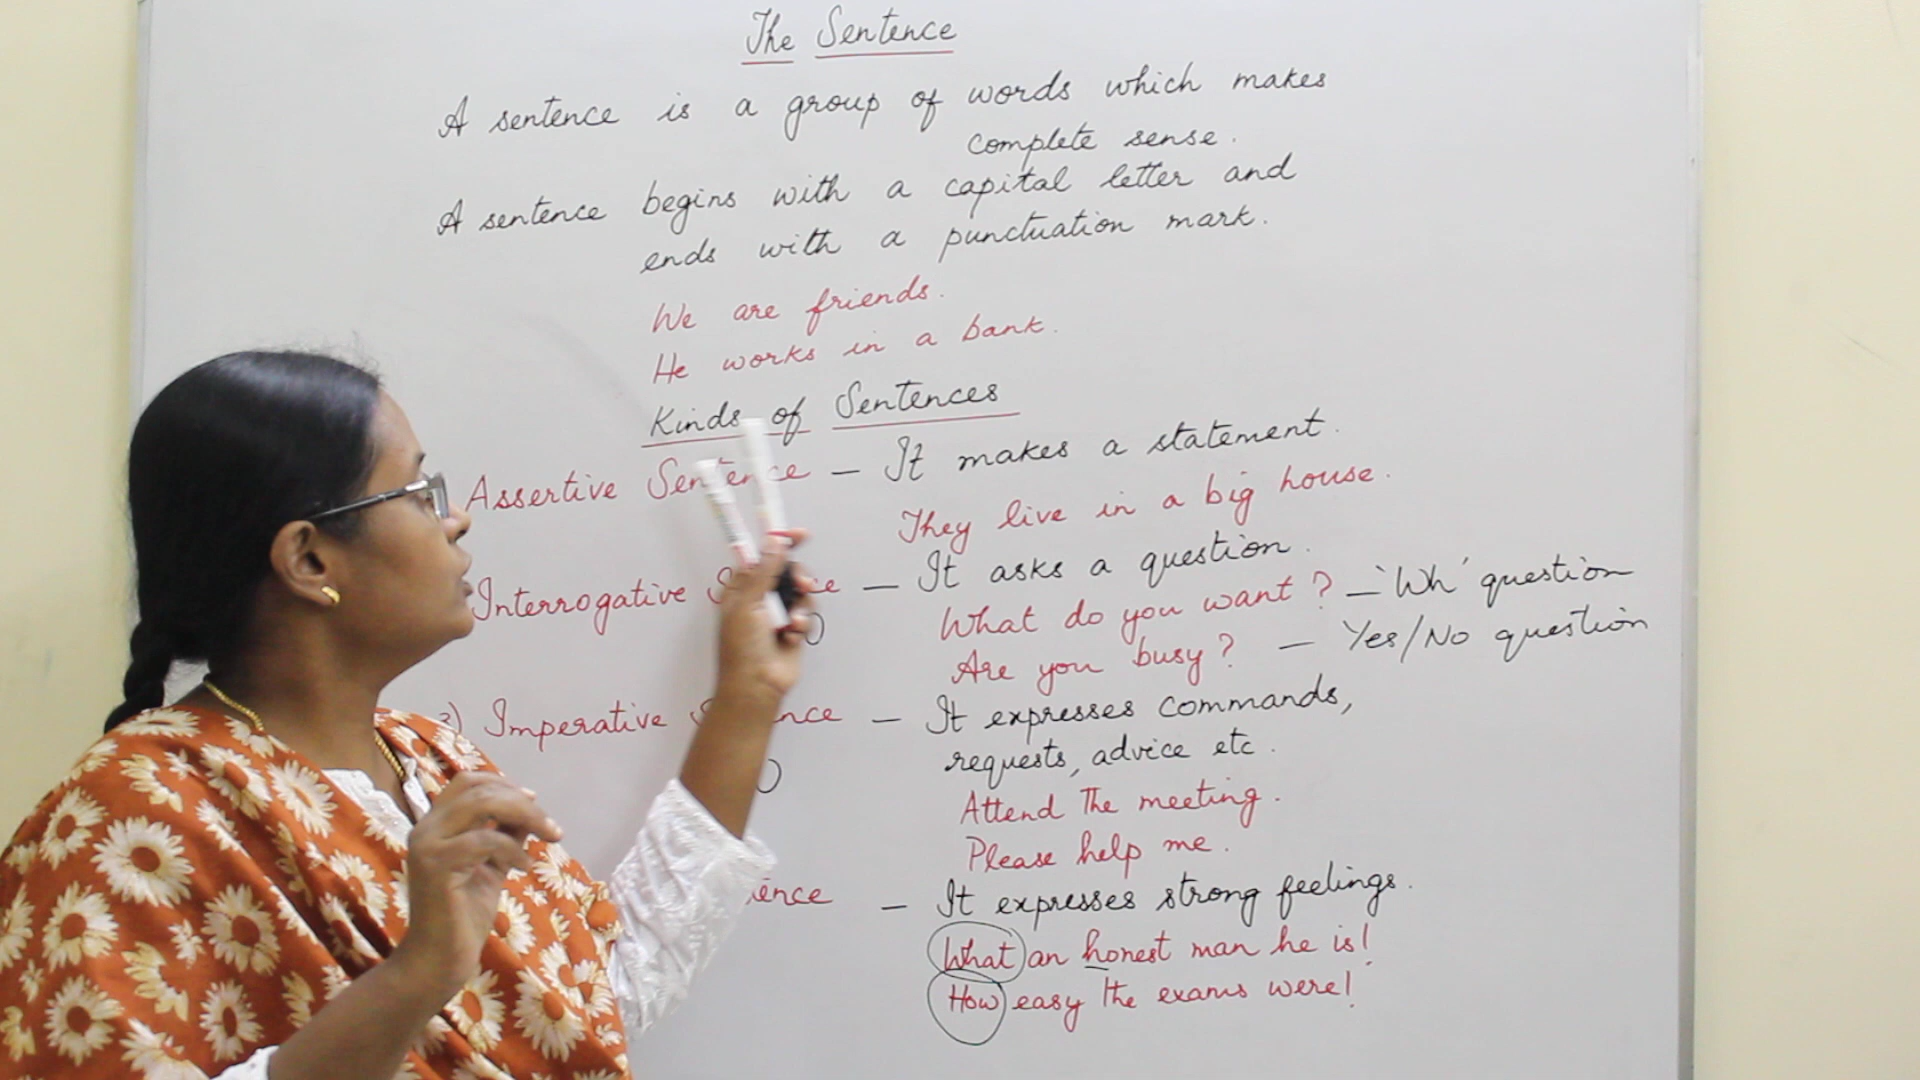 The Sentence
A sentence is a group of words which makes
complete sense.
A sentence begins with a capital letter and
ends with a punctuation mark.
We are friends.
He works in a bank.
Kinds of Sentences
Assertive Sentence — It makes a statement.
They live in a big house.
Interrogative — It asks a question.
What do you want? — 'Wh' question
Are you busy? — Yes/No question
3) Imperative — It expresses commands,
requests, advice etc.
Attend the meeting.
Please help me.
— It expresses strong feelings.
What an honest man he is!
How easy the exams were!